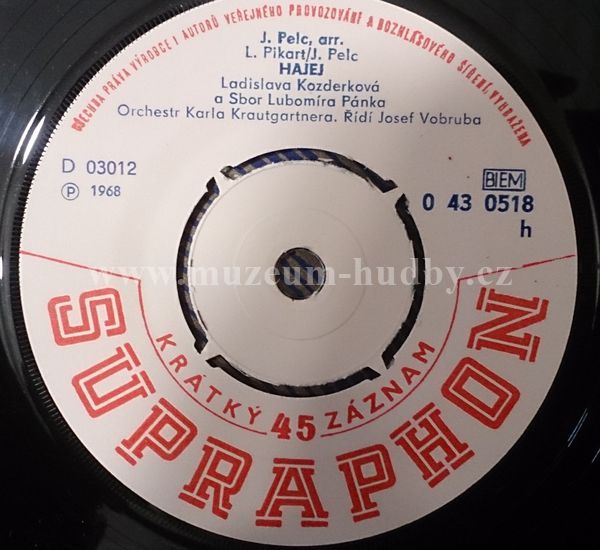 VŠECHNA PRÁVA VÝROBCE I AUTORŮ VEŘEJNÉHO PROVOZOVÁNÍ A ROZHLASOVÉHO ŠÍŘENÍ VYHRAŽENA
J. Pelc, arr.
L. Pikart/J. Pelc
HAJEJ
Ladislava Kozderková
a Sbor Lubomíra Pánka
Orchestr Karla Krautgartnera. Řídí Josef Vobruba
D 03012
Ⓟ 1968
BIEM
0 43 0518
h
www.muzeum-hudby.cz
KRÁTKÝ 45 ZÁZNAM
SUPRAPHON